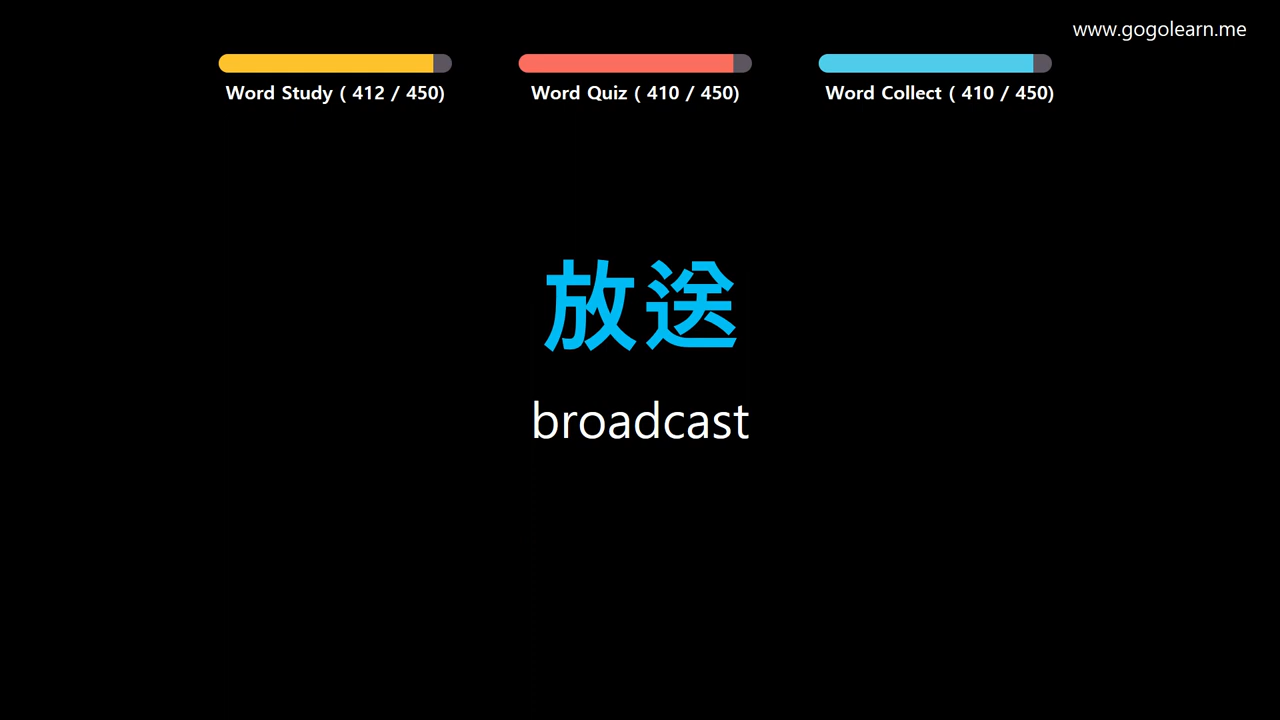 www.gogolearn.me
Word Study ( 412 / 450)
Word Quiz ( 410 / 450)
Word Collect ( 410 / 450)
放送
broadcast